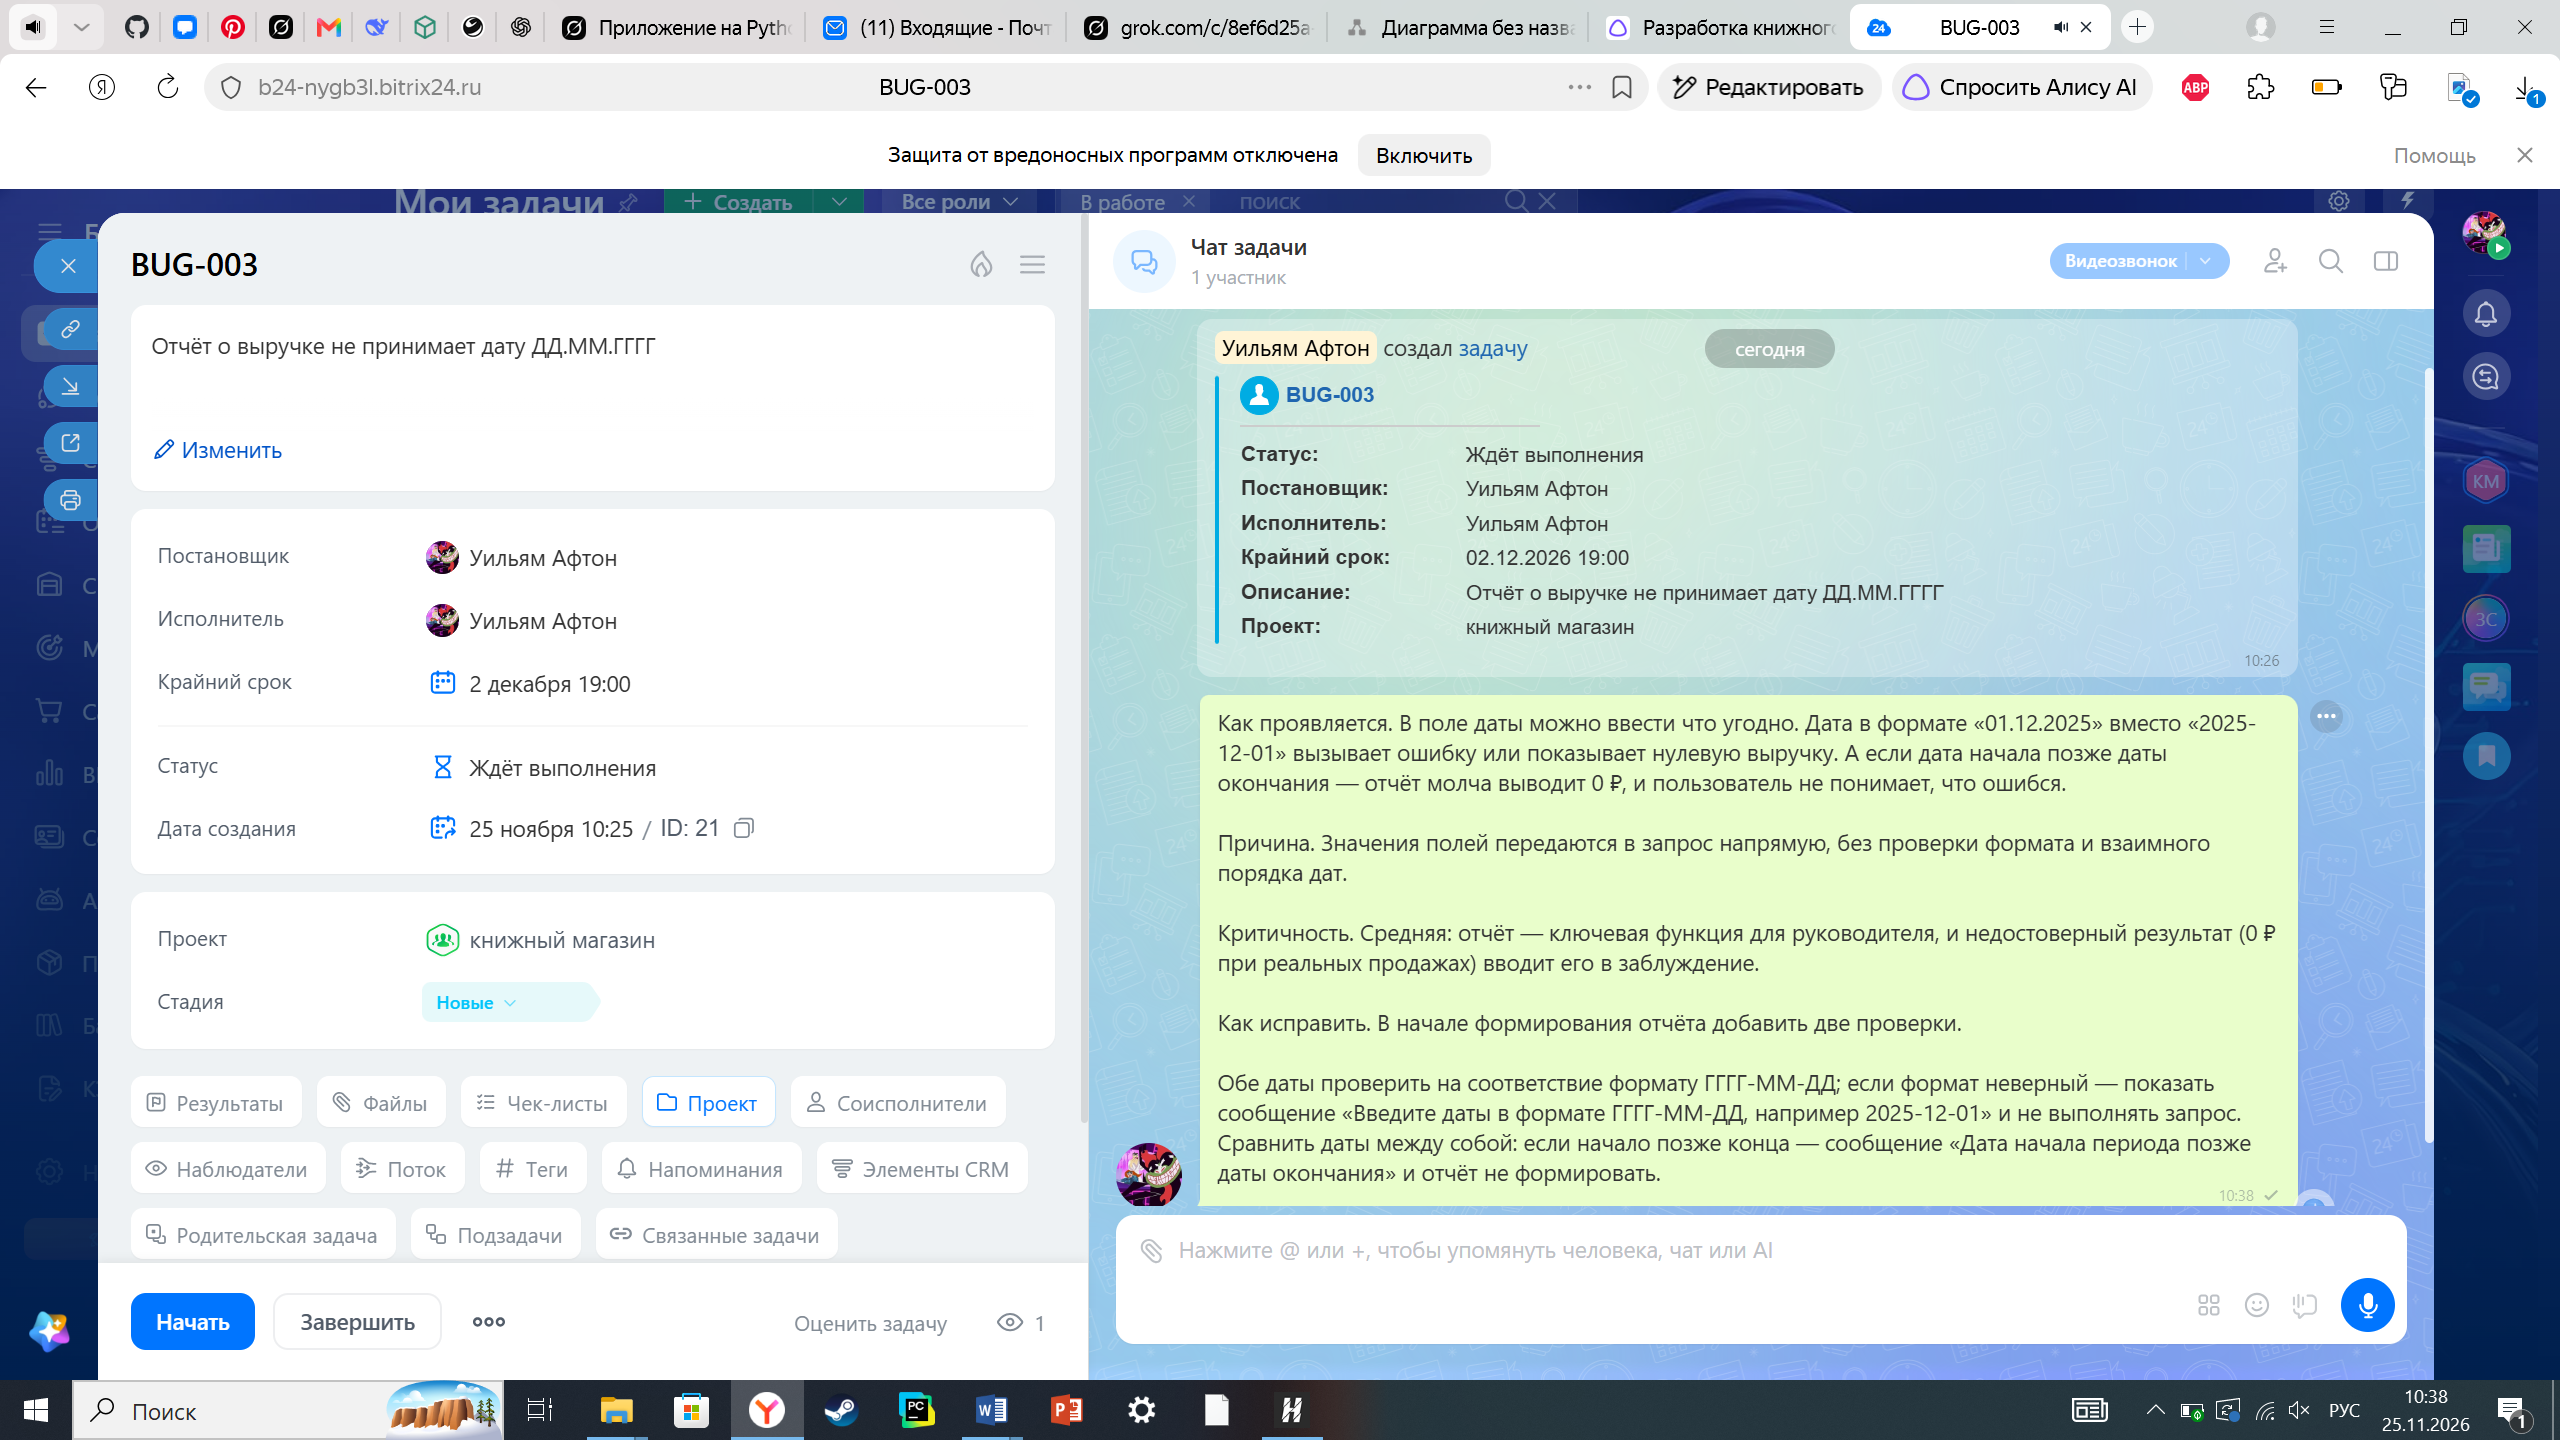 Приложение на Pytho
(11) Входящие - Почт
grok.com/c/8ef6d25a
Диаграмма без назва
Разработка книжного
24
BUG-003
b24-nygb3l.bitrix24.ru
BUG-003
Редактировать
Спросить Алису AI
ABP
1
Защита от вредоносных программ отключена
Включить
Помощь
Мои задачи
Создать
Все роли
В работе
поиск
BUG-003
Отчёт о выручке не принимает дату ДД.ММ.ГГГГ
Изменить
Постановщик
Уильям Афтон
Исполнитель
Уильям Афтон
Крайний срок
2 декабря 19:00
Статус
Ждёт выполнения
Дата создания
25 ноября 10:25 / ID: 21
Проект
книжный магазин
Стадия
Новые
Результаты
Файлы
Чек-листы
Проект
Соисполнители
Наблюдатели
Поток
Теги
Напоминания
Элементы CRM
Родительская задача
Подзадачи
Связанные задачи
Начать
Завершить
Оценить задачу
1
Чат задачи
1 участник
Видеозвонок
сегодня
Уильям Афтон создал задачу
BUG-003
Статус: Ждёт выполнения
Постановщик: Уильям Афтон
Исполнитель: Уильям Афтон
Крайний срок: 02.12.2026 19:00
Описание: Отчёт о выручке не принимает дату ДД.ММ.ГГГГ
Проект: книжный магазин
10:26
Как проявляется. В поле даты можно ввести что угодно. Дата в формате «01.12.2025» вместо «2025-
12-01» вызывает ошибку или показывает нулевую выручку. А если дата начала позже даты
окончания — отчёт молча выводит 0 ₽, и пользователь не понимает, что ошибся.
Причина. Значения полей передаются в запрос напрямую, без проверки формата и взаимного
порядка дат.
Критичность. Средняя: отчёт — ключевая функция для руководителя, и недостоверный результат (0 ₽
при реальных продажах) вводит его в заблуждение.
Как исправить. В начале формирования отчёта добавить две проверки.
Обе даты проверить на соответствие формату ГГГГ-ММ-ДД; если формат неверный — показать
сообщение «Введите даты в формате ГГГГ-ММ-ДД, например 2025-12-01» и не выполнять запрос.
Сравнить даты между собой: если начало позже конца — сообщение «Дата начала периода позже
даты окончания» и отчёт не формировать.
10:38
Нажмите @ или +, чтобы упомянуть человека, чат или AI
КМ
ЗС
Поиск
РУС
10:38
25.11.2026
1